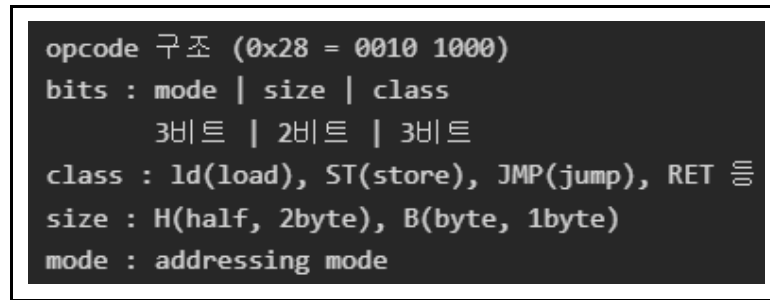 opcode 구조 (0x28 = 0010 1000)
bits : mode | size | class
3비트 | 2비트 | 3비트
class : ld(load), ST(store), JMP(jump), RET 등
size : H(half, 2byte), B(byte, 1byte)
mode : addressing mode